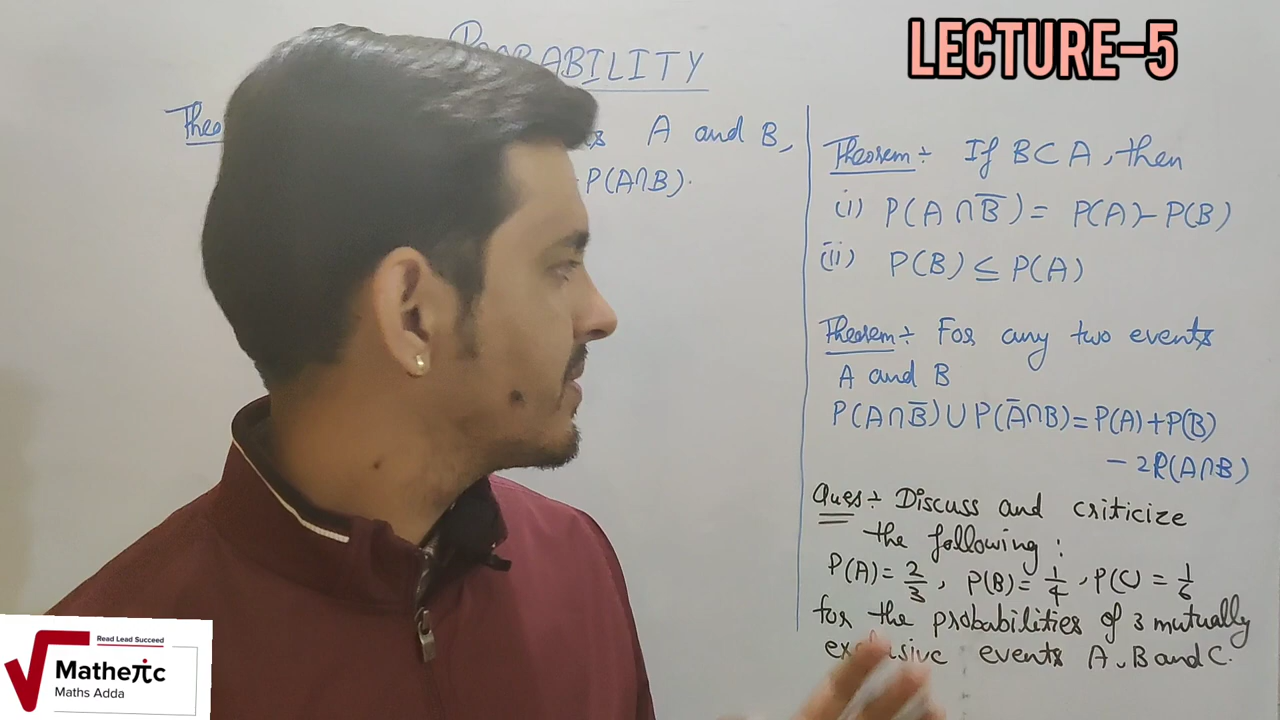 LECTURE-5
PROBABILITY
A and B,
P(A∩B).
Theorem ÷ If B⊂A, then
(i) P(A∩B̅) = P(A) - P(B)
(ii) P(B) ≤ P(A)
Theorem ÷ For any two events
A and B
P(A∩B̅) ∪ P(A̅∩B) = P(A) + P(B)
- 2P(A∩B)
Ques ÷ Discuss and criticize
the following :
P(A) = 2/3, P(B) = 1/4, P(C) = 1/6
for the probabilities of 3 mutually
exclusive events A, B and C.
Read Lead Succeed
Matheπc
Maths Adda